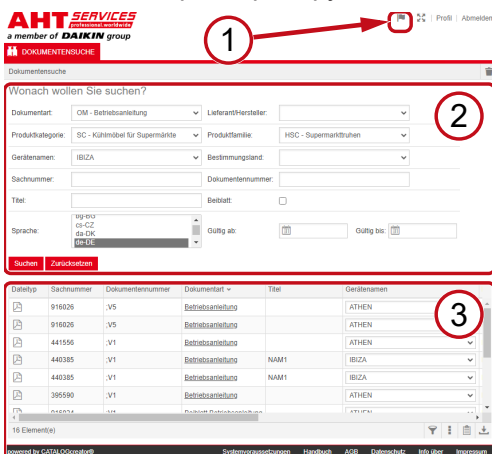 AHT SERVICES
professional.worldwide
a member of DAIKIN group
1
Profil | Abmelden
DOKUMENTENSUCHE
Dokumentensuche
Wonach wollen Sie suchen?
2
Dokumentart: OM - Betriebsanleitung Lieferant/Hersteller:
Produktkategorie: SC - Kühlmöbel für Supermärkte Produktfamilie: HSC - Supermarkttruhen
Gerätenamen: IBIZA Bestimmungsland:
Sachnummer: Dokumentennummer:
Titel: Beiblatt:
Sprache: bg-BG
cs-CZ
da-DK
de-DE
Gültig ab: Gültig bis:
Suchen Zurücksetzen
3
Dateityp Sachnummer Dokumentennummer Dokumentart Titel Gerätenamen
916026 ;V5 Betriebsanleitung ATHEN
916026 ;V5 Betriebsanleitung ATHEN
441556 ;V1 Betriebsanleitung ATHEN
440385 ;V1 Betriebsanleitung NAM1 IBIZA
440385 ;V1 Betriebsanleitung NAM1 IBIZA
395590 ;V1 Betriebsanleitung ATHEN
;V1 Beiblatt Betriebsanleitung ATHEN
16 Element(e)
powered by CATALOGcreator® Systemvoraussetzungen Handbuch AGB Datenschutz Info über Impressum